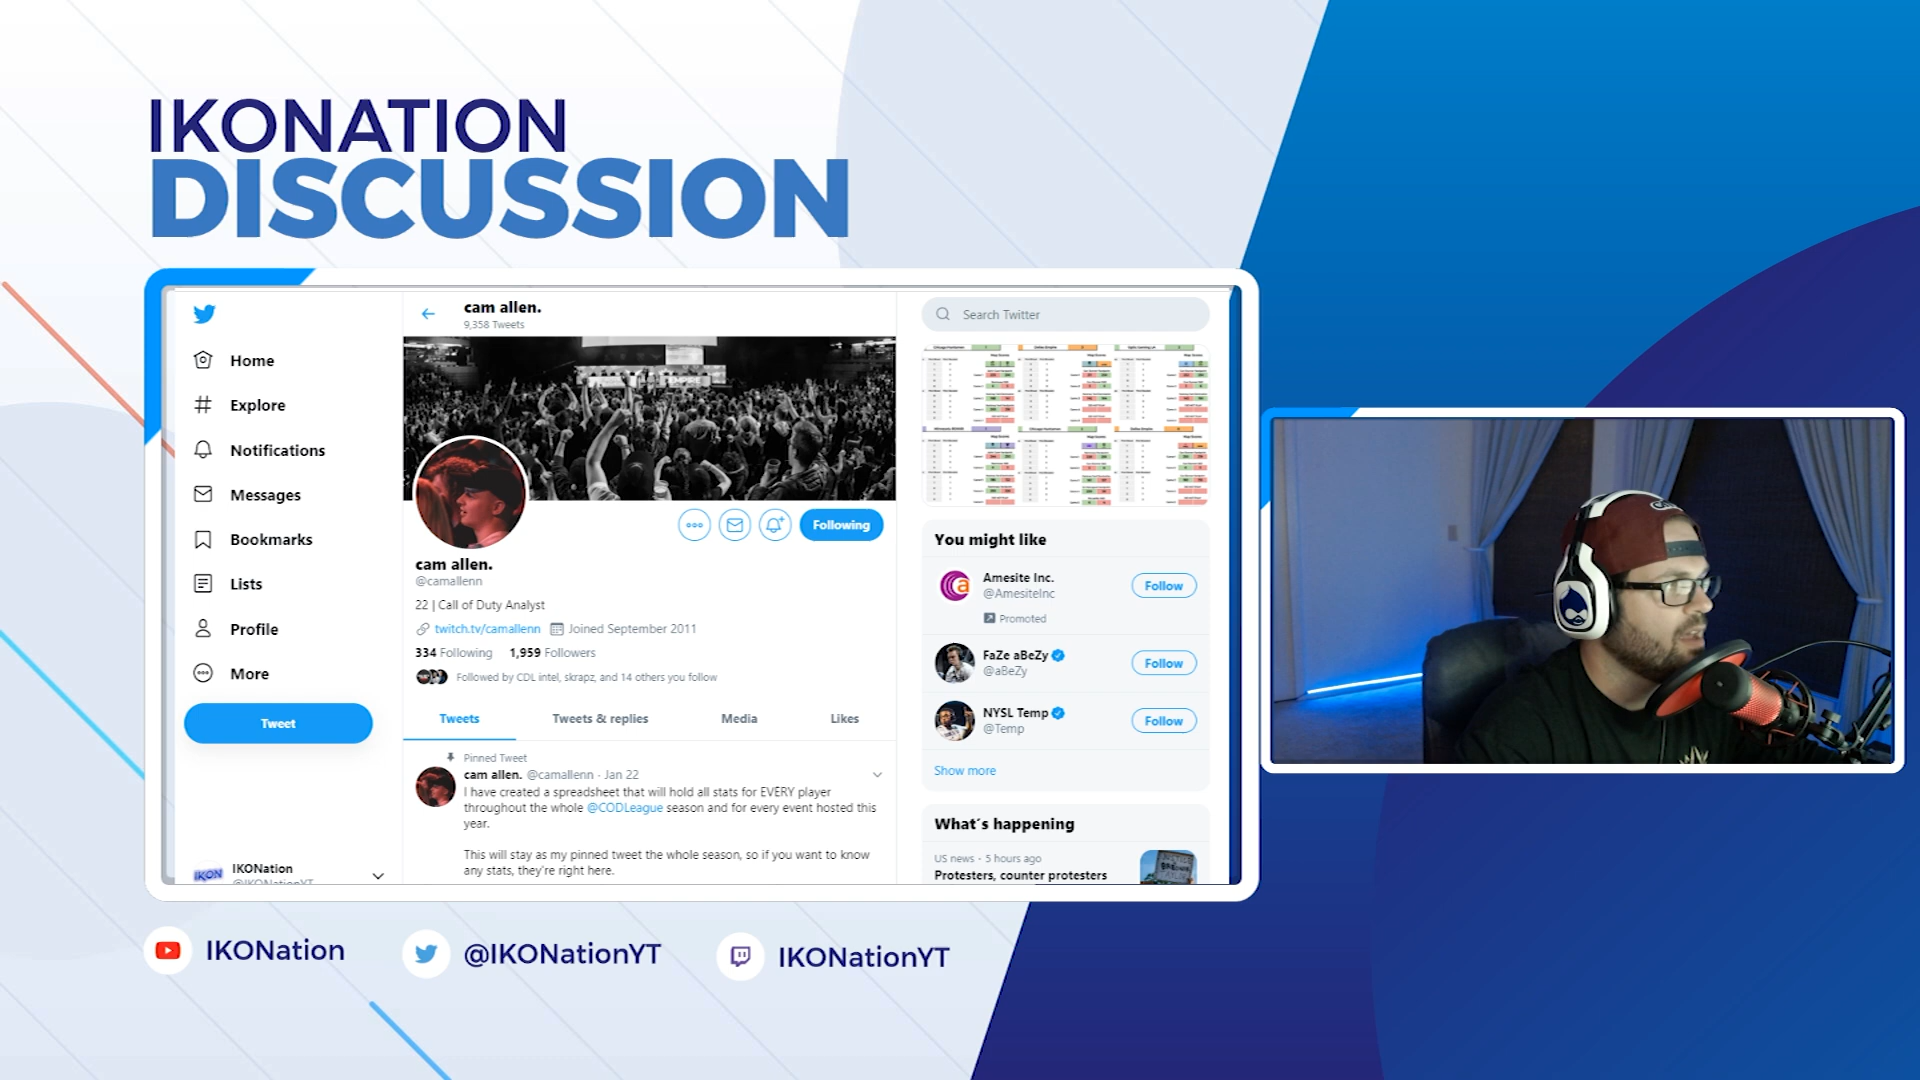 IKONATION
DISCUSSION
cam allen.
9,358 Tweets
Search Twitter
Home
Explore
Notifications
Messages
Bookmarks
Lists
Profile
More
Tweet
IKON
IKONation
@IKONationYT
Following
cam allen.
@camallenn
22 | Call of Duty Analyst
twitch.tv/camallenn Joined September 2011
334 Following 1,959 Followers
Followed by CDL intel, skrapz, and 14 others you follow
Tweets Tweets & replies Media Likes
Pinned Tweet
cam allen. @camallenn · Jan 22
I have created a spreadsheet that will hold all stats for EVERY player
throughout the whole @CODLeague season and for every event hosted this
year.
This will stay as my pinned tweet the whole season, so if you want to know
any stats, they're right here.
You might like
Amesite Inc.
@AmesiteInc
Promoted
Follow
FaZe aBeZy
@aBeZy
Follow
NYSL Temp
@Temp
Follow
Show more
What's happening
US news · 5 hours ago
Protesters, counter protesters
IKONation
@IKONationYT
IKONationYT